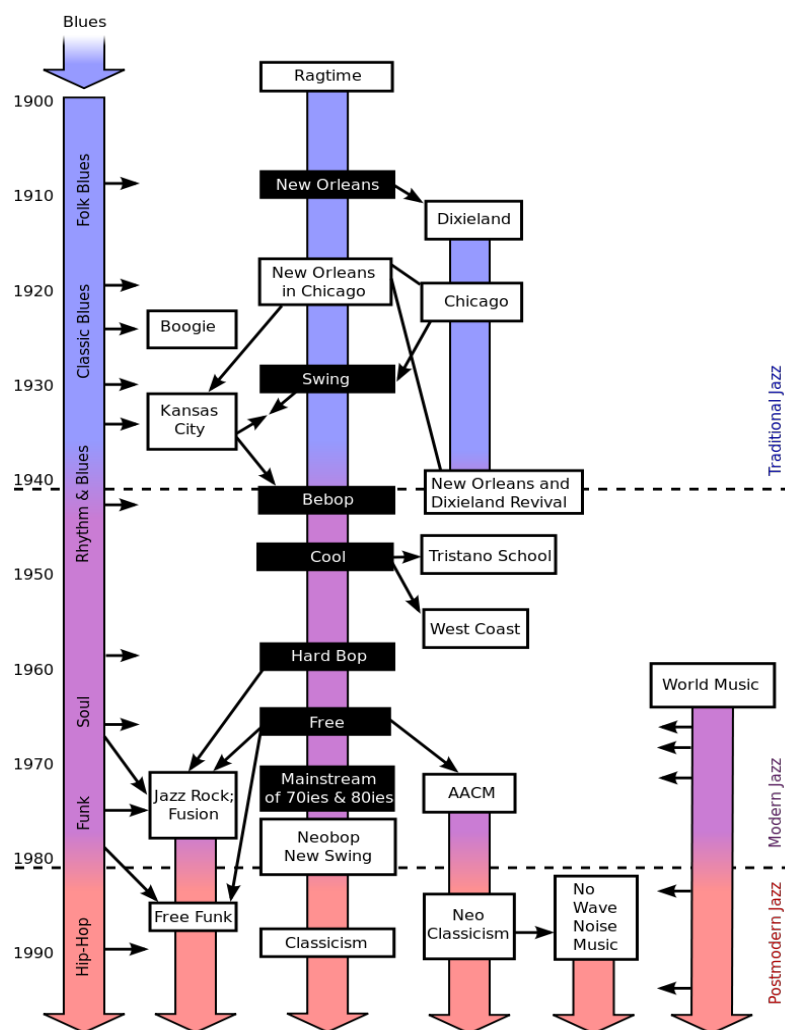 Blues
Ragtime
1900
Folk Blues
New Orleans
1910
Dixieland
New Orleans
in Chicago
1920
Chicago
Classic Blues
Boogie
1930
Swing
Kansas
City
Traditional Jazz
1940
New Orleans and
Dixieland Revival
Rhythm & Blues
Bebop
Cool
Tristano School
1950
West Coast
Hard Bop
1960
World Music
Soul
Free
1970
Mainstream
of 70ies & 80ies
Jazz Rock;
Fusion
AACM
Funk
Modern Jazz
Neobop
New Swing
1980
No
Wave
Noise
Music
Free Funk
Neo
Classicism
Classicism
1990
Hip-Hop
Postmodern Jazz